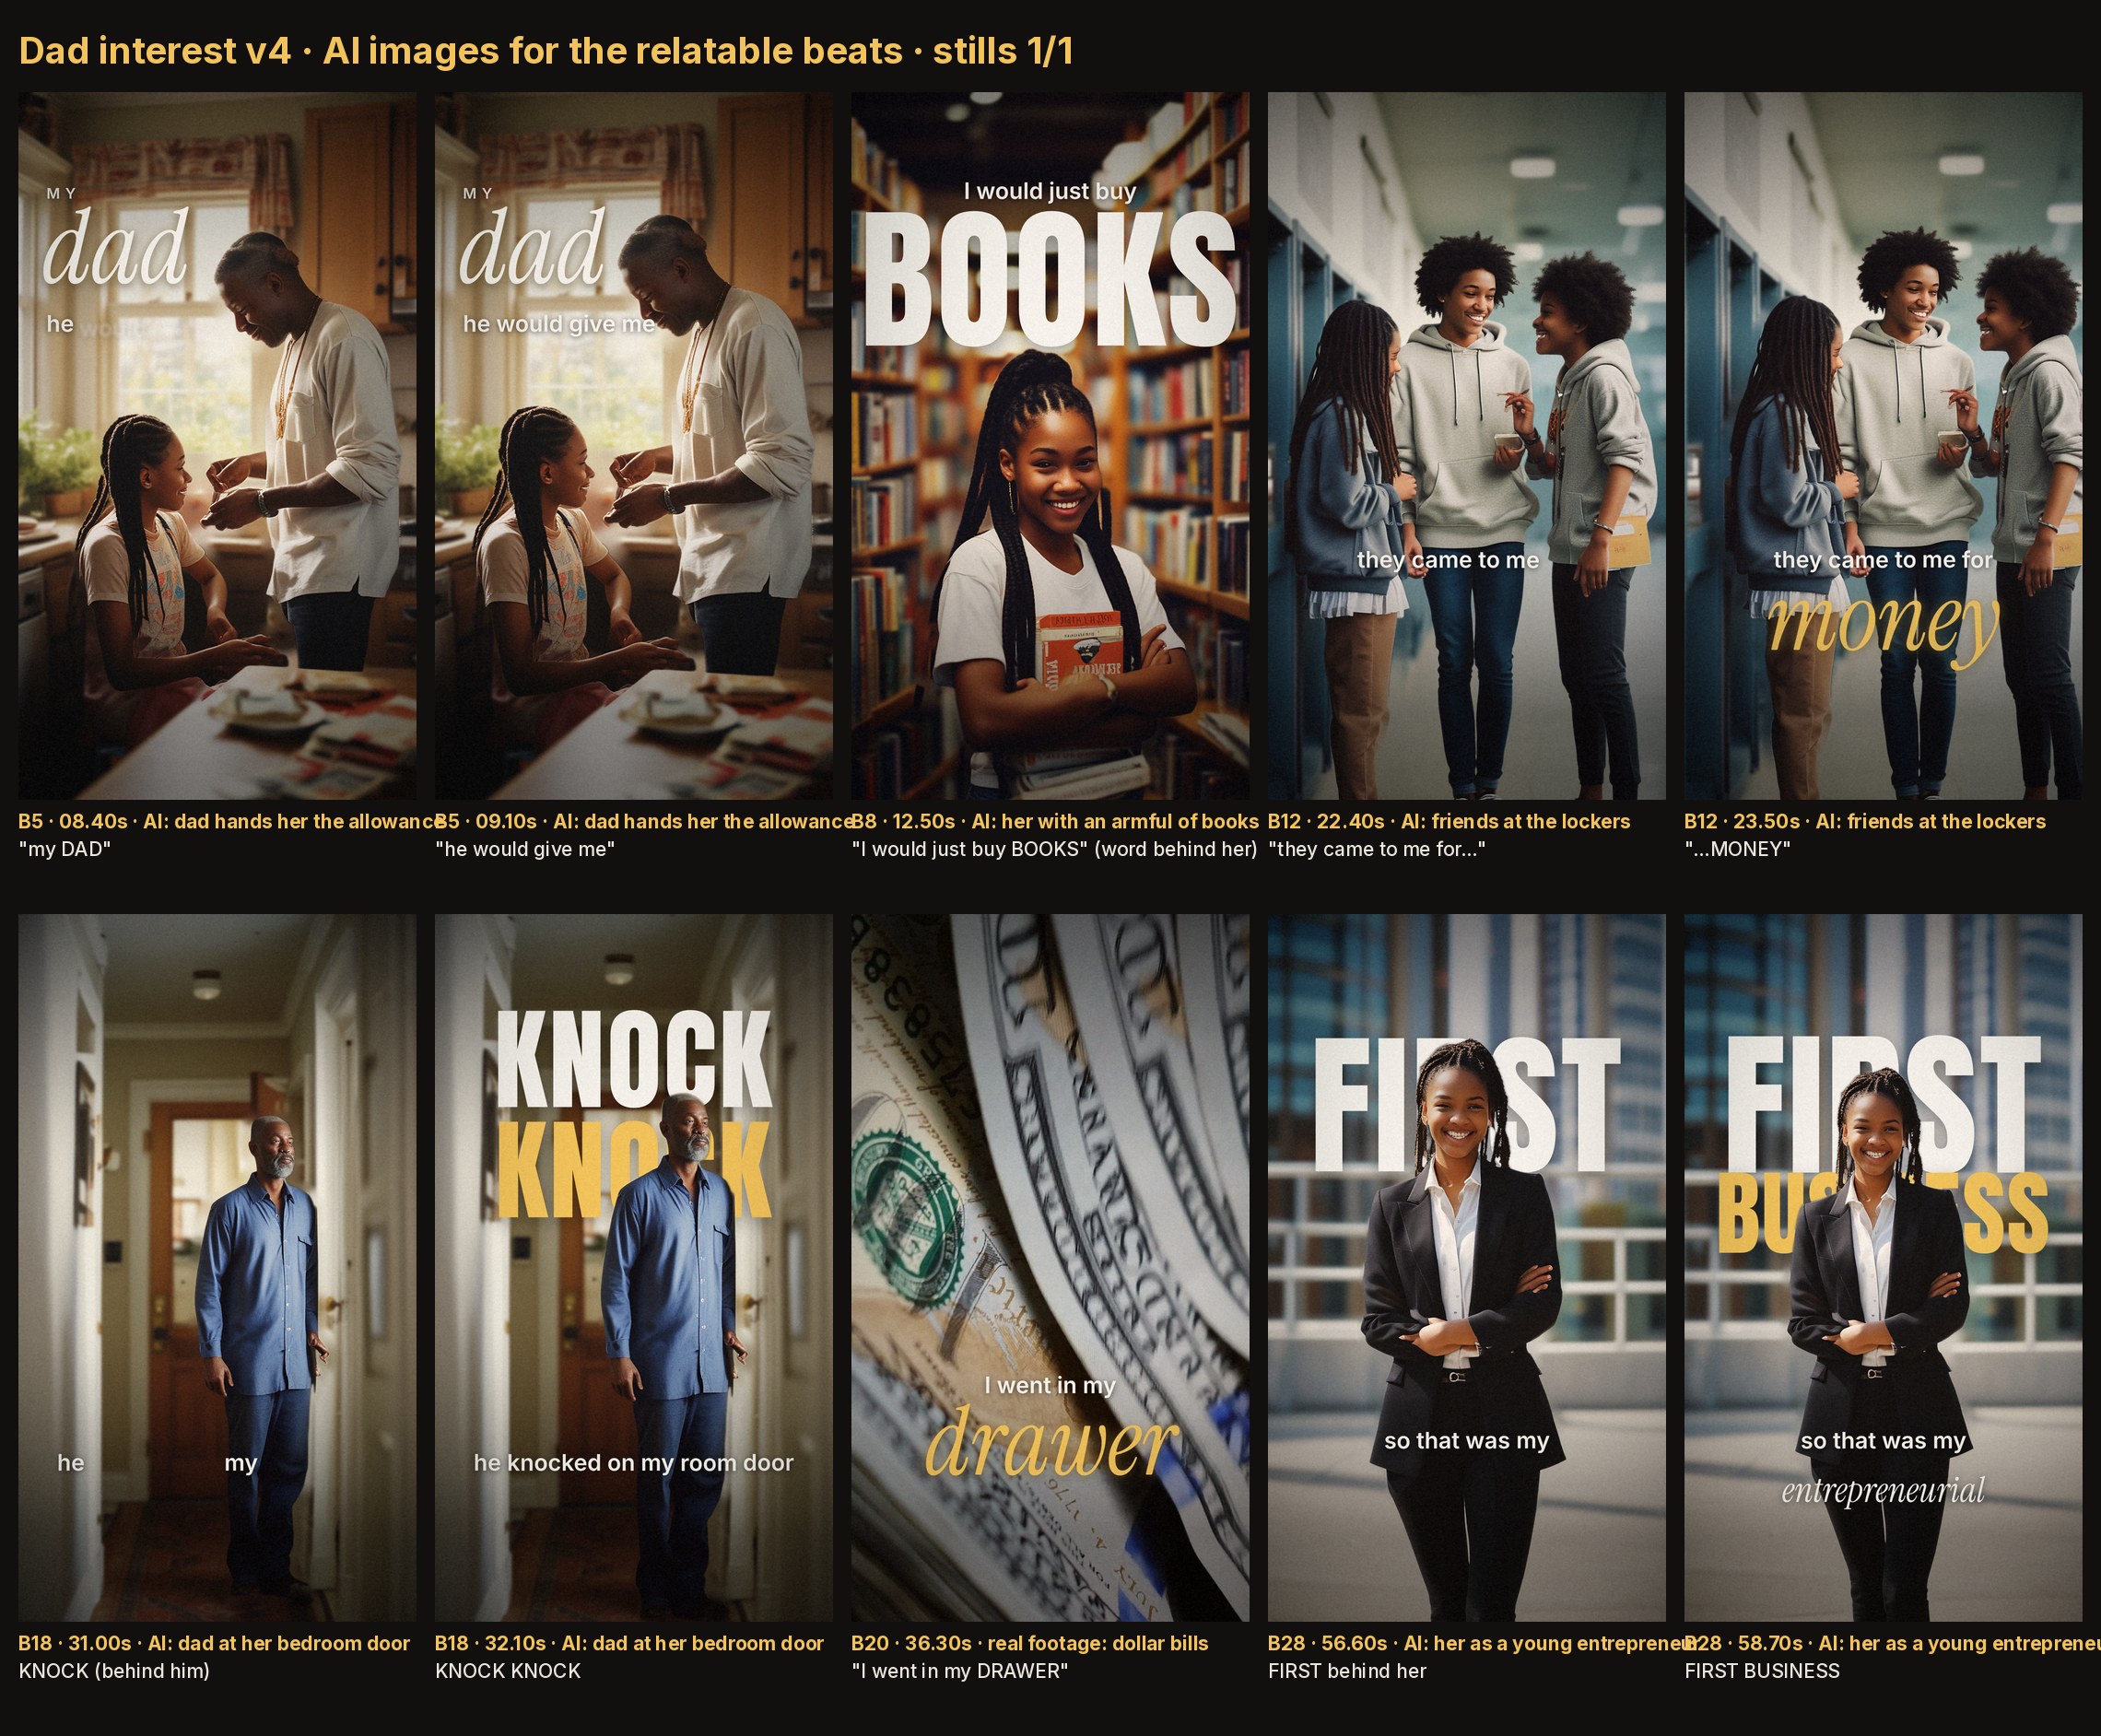 Dad interest v4 · AI images for the relatable beats · stills 1/1
MY
dad
he would
MY
dad
he would give me
I would just buy
BOOKS
they came to me
they came to me for
money
B5 · 08.40s · AI: dad hands her the allowance
"my DAD"
B5 · 09.10s · AI: dad hands her the allowance
"he would give me"
B8 · 12.50s · AI: her with an armful of books
"I would just buy BOOKS" (word behind her)
B12 · 22.40s · AI: friends at the lockers
"they came to me for..."
B12 · 23.50s · AI: friends at the lockers
"...MONEY"
he my
KNOCK
KNOCK
he knocked on my room door
I went in my
drawer
FIRST
so that was my
FIRST
BUSINESS
so that was my
entrepreneurial
B18 · 31.00s · AI: dad at her bedroom door
KNOCK (behind him)
B18 · 32.10s · AI: dad at her bedroom door
KNOCK KNOCK
B20 · 36.30s · real footage: dollar bills
"I went in my DRAWER"
B28 · 56.60s · AI: her as a young entrepreneur
FIRST behind her
B28 · 58.70s · AI: her as a young entrepreneu
FIRST BUSINESS